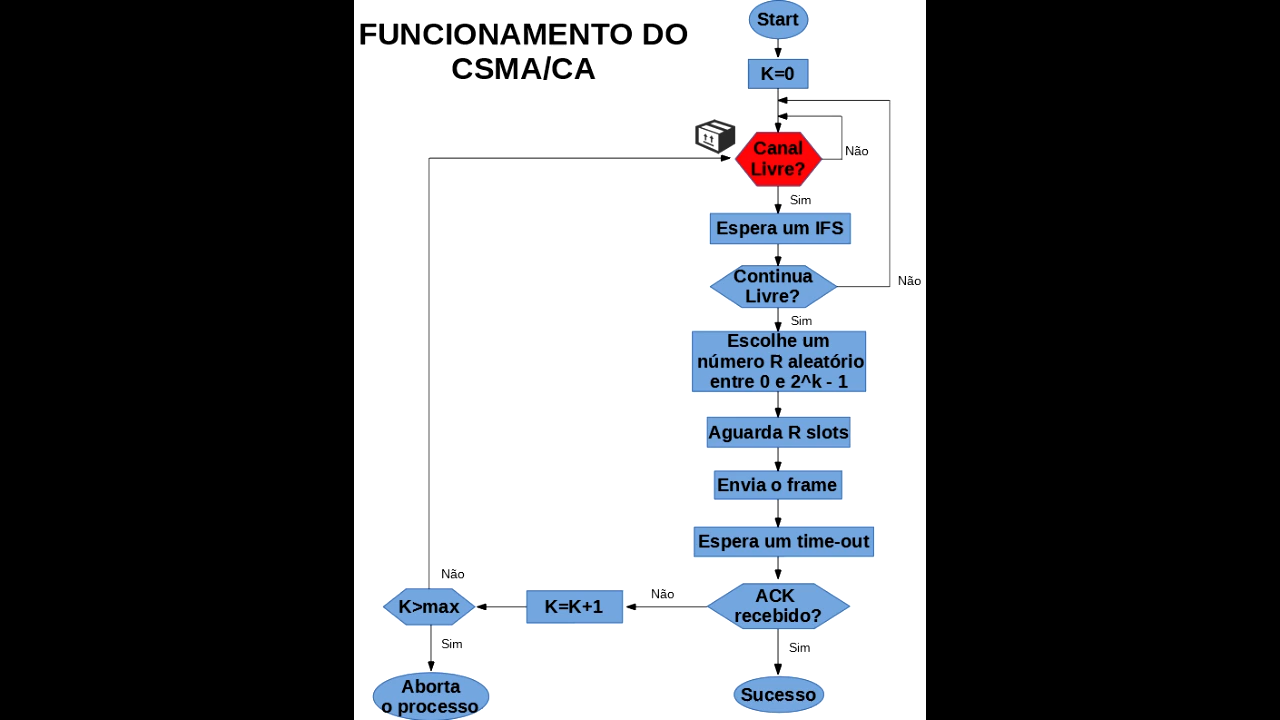 FUNCIONAMENTO DO
CSMA/CA
Start
K=0
Canal
Livre?
Não
Sim
Espera um IFS
Continua
Livre?
Não
Sim
Escolhe um
número R aleatório
entre 0 e 2^k - 1
Aguarda R slots
Envia o frame
Espera um time-out
ACK
recebido?
Não
K=K+1
K>max
Não
Sim
Aborta
o processo
Sim
Sucesso